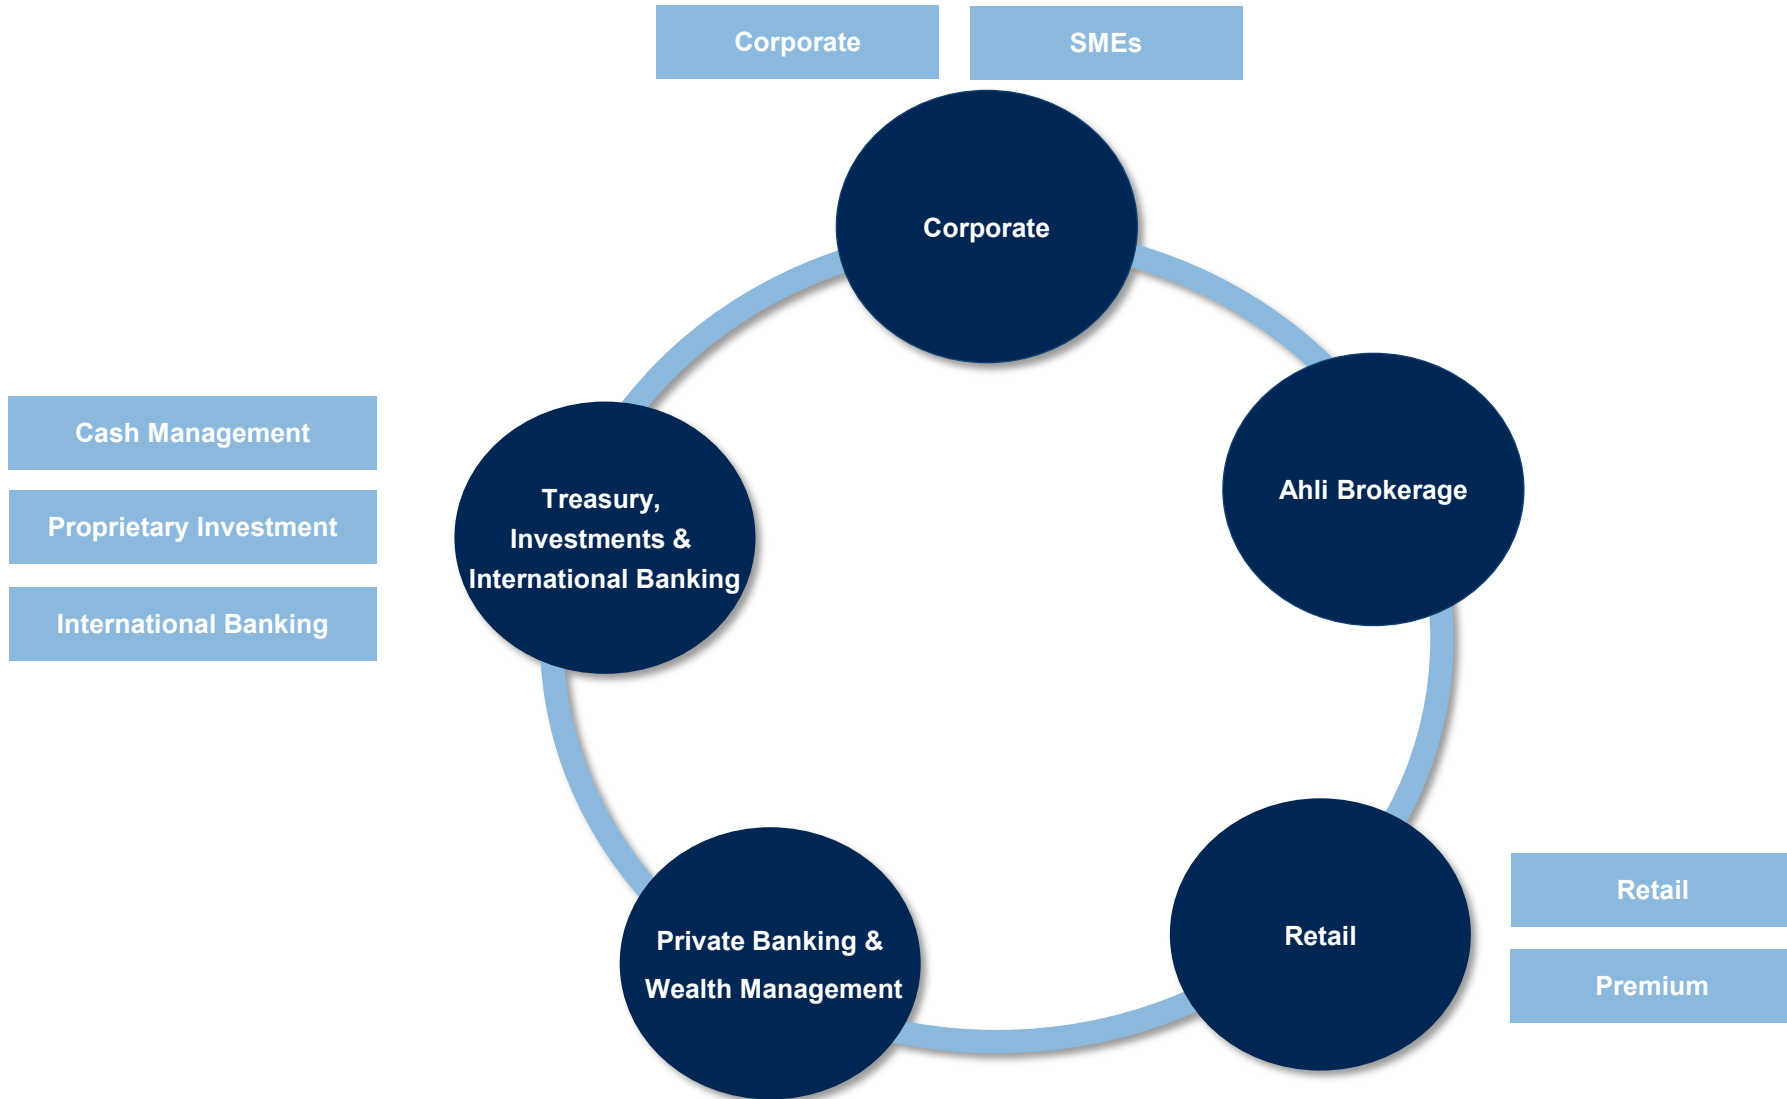 Corporate
SMEs
Corporate
Ahli Brokerage
Cash Management
Proprietary Investment
International Banking
Treasury,
Investments &
International Banking
Private Banking &
Wealth Management
Retail
Retail
Premium